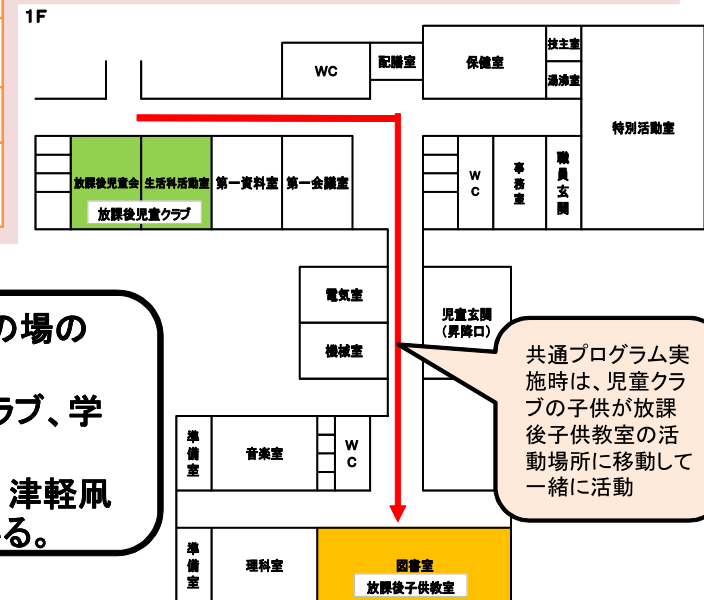 1F
WC
配膳室
保健室
技主室
湯沸室
特別活動室
放課後児童会
生活科活動室
第一資料室
第一会議室
放課後児童クラブ
WC
事務室
職員玄関
電気室
機械室
児童玄関
(昇降口)
の場の
ラブ、学
津軽凧
る。
共通プログラム実
施時は、児童クラ
ブの子供が放課
後子供教室の活
動場所に移動して
一緒に活動
準備室
音楽室
WC
準備室
理科室
図書室
放課後子供教室